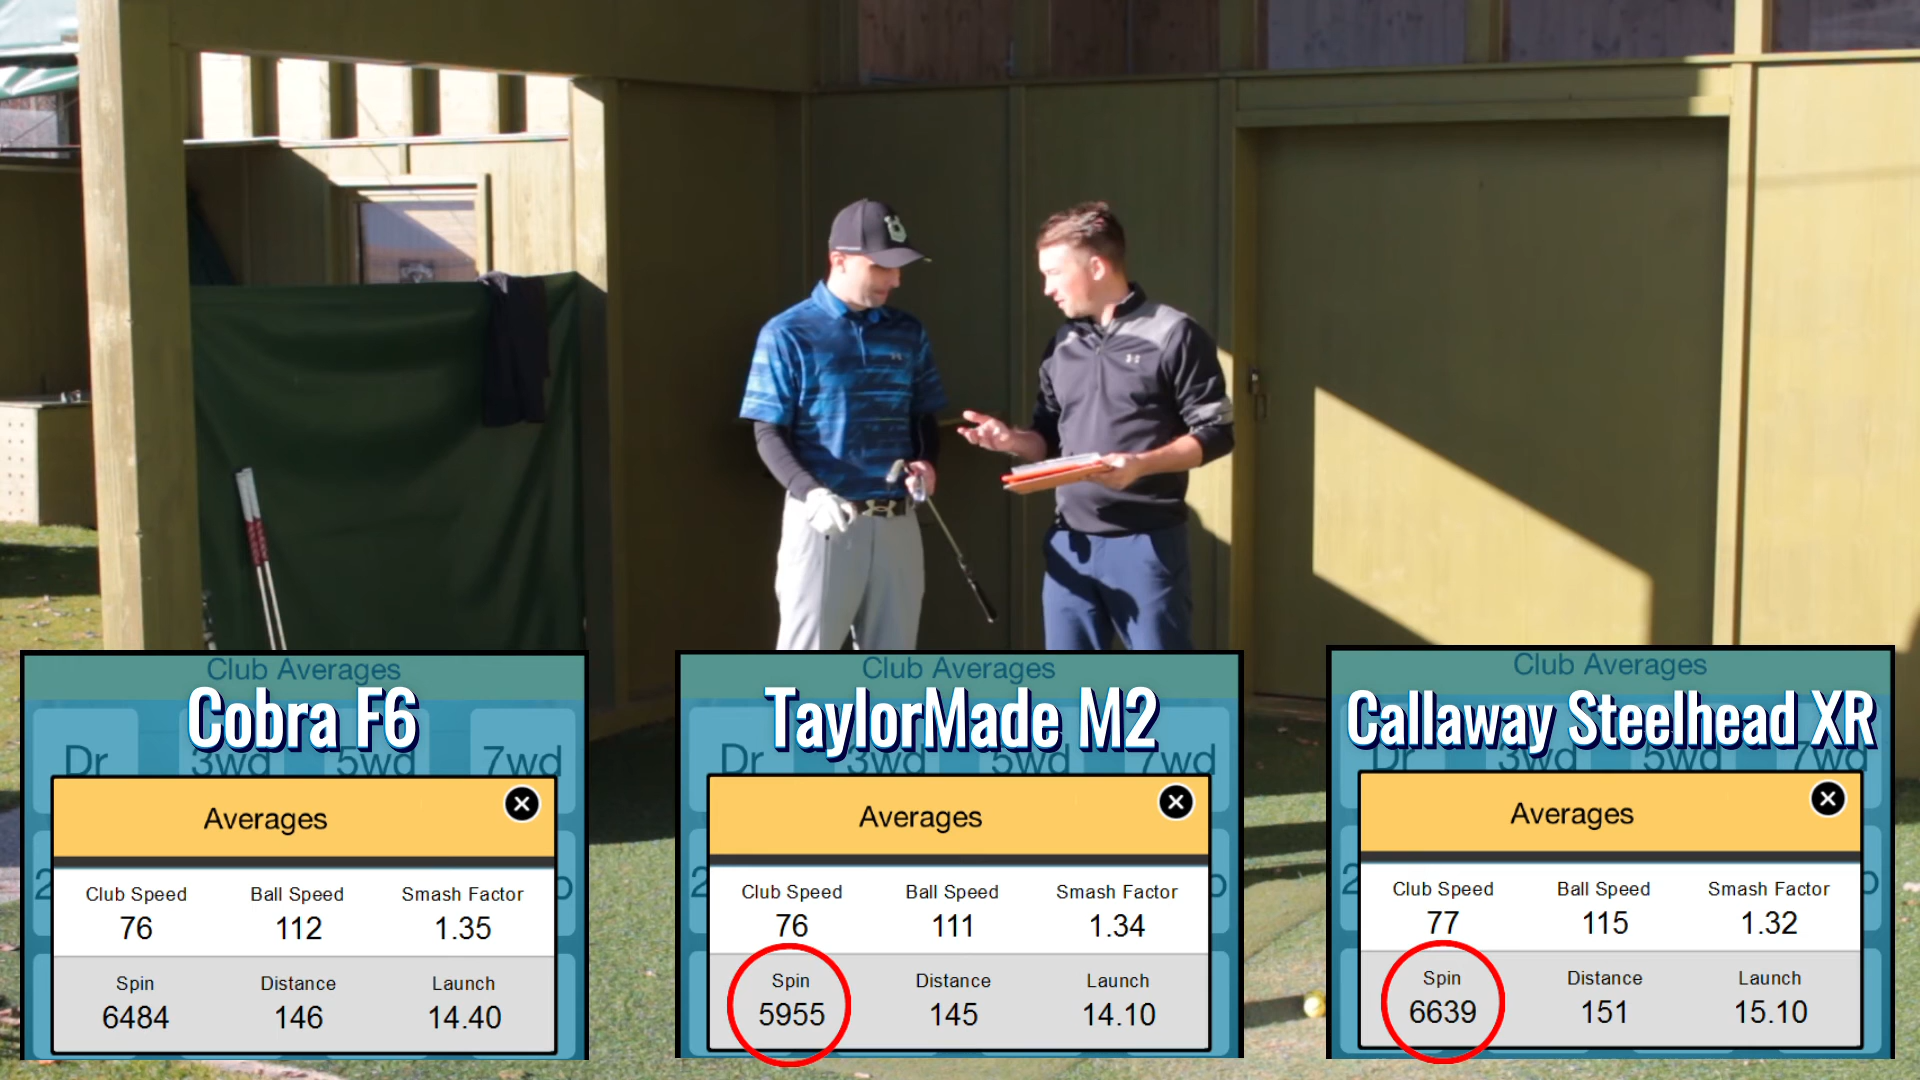 Club Averages
Cobra F6
Dr 3wd 5wd 7wd
Averages
Club Speed Ball Speed Smash Factor
76 112 1.35
Spin Distance Launch
6484 146 14.40
Club Averages
TaylorMade M2
Dr 3wd 5wd 7wd
Averages
Club Speed Ball Speed Smash Factor
76 111 1.34
Spin Distance Launch
5955 145 14.10
Club Averages
Callaway Steelhead XR
Dr 3wd 5wd 7wd
Averages
Club Speed Ball Speed Smash Factor
77 115 1.32
Spin Distance Launch
6639 151 15.10